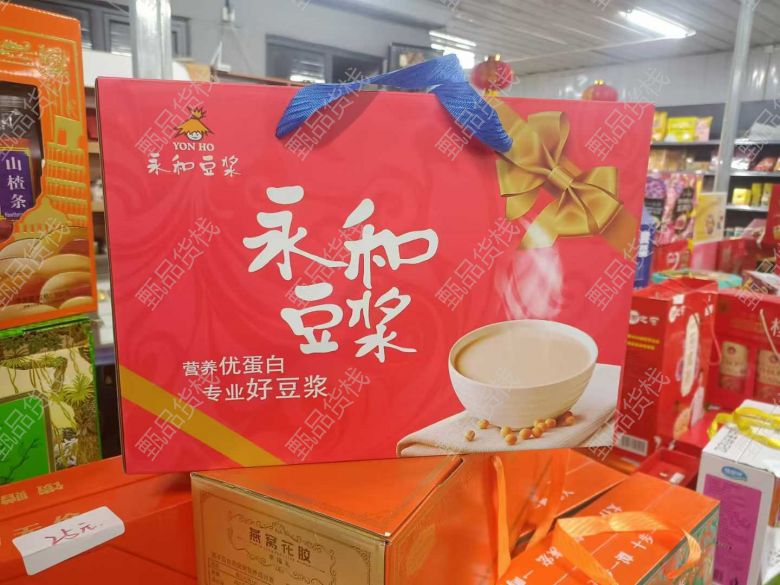 YON HO
永和豆浆
永和
豆浆
营养优蛋白
专业好豆浆
山楂条
燕窝花胶
25元
甄品货栈